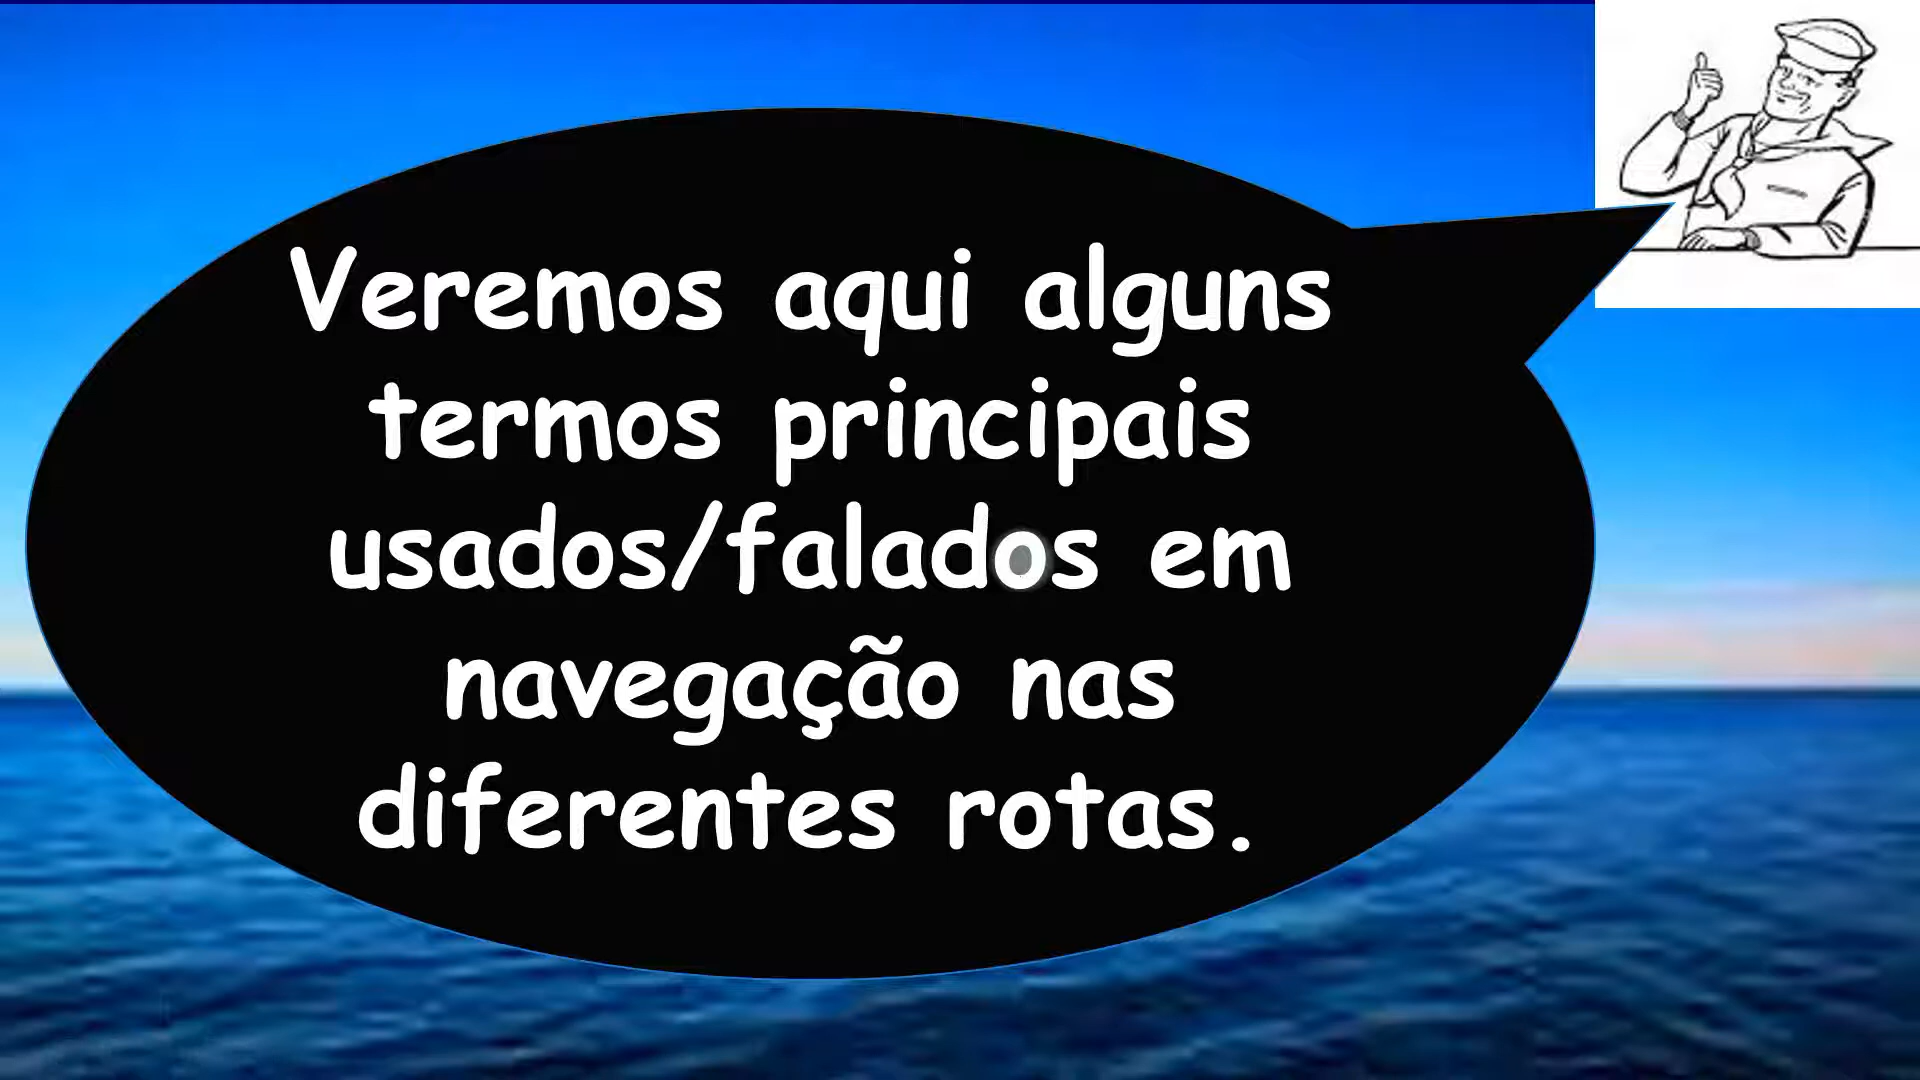 Veremos aqui alguns
termos principais
usados/falados em
navegação nas
diferentes rotas.